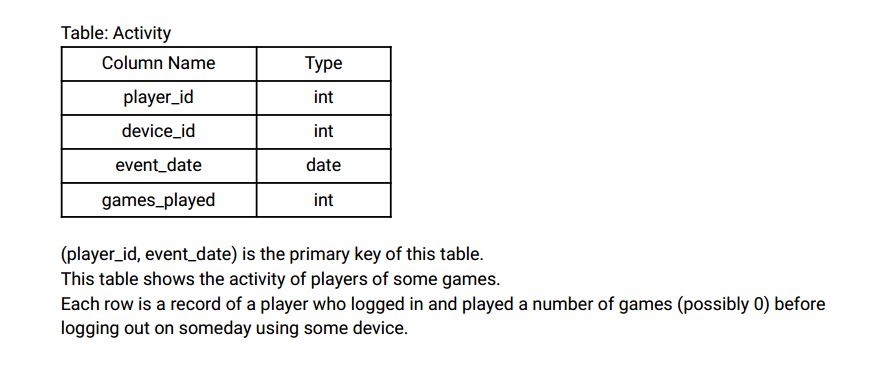 Table: Activity
Column Name Type
player_id int
device_id int
event_date date
games_played int
(player_id, event_date) is the primary key of this table.
This table shows the activity of players of some games.
Each row is a record of a player who logged in and played a number of games (possibly 0) before
logging out on someday using some device.